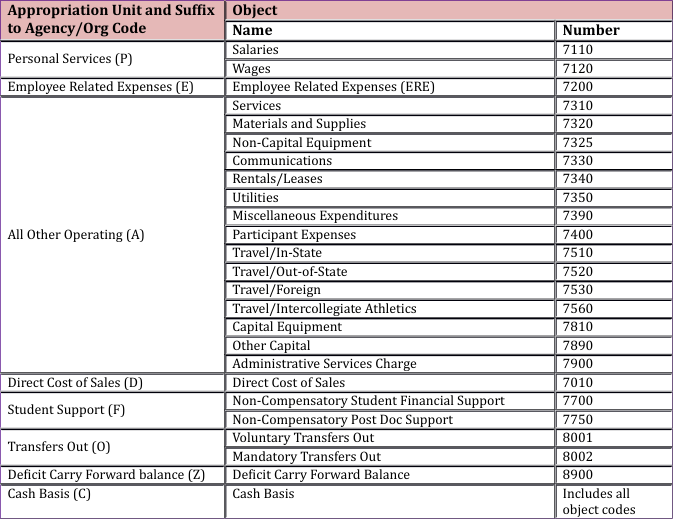 Appropriation Unit and Suffix to Agency/Org Code Object
Name Number
Personal Services (P) Salaries 7110
Wages 7120
Employee Related Expenses (E) Employee Related Expenses (ERE) 7200
All Other Operating (A) Services 7310
Materials and Supplies 7320
Non-Capital Equipment 7325
Communications 7330
Rentals/Leases 7340
Utilities 7350
Miscellaneous Expenditures 7390
Participant Expenses 7400
Travel/In-State 7510
Travel/Out-of-State 7520
Travel/Foreign 7530
Travel/Intercollegiate Athletics 7560
Capital Equipment 7810
Other Capital 7890
Administrative Services Charge 7900
Direct Cost of Sales (D) Direct Cost of Sales 7010
Student Support (F) Non-Compensatory Student Financial Support 7700
Non-Compensatory Post Doc Support 7750
Transfers Out (O) Voluntary Transfers Out 8001
Mandatory Transfers Out 8002
Deficit Carry Forward balance (Z) Deficit Carry Forward Balance 8900
Cash Basis (C) Cash Basis Includes all
object codes